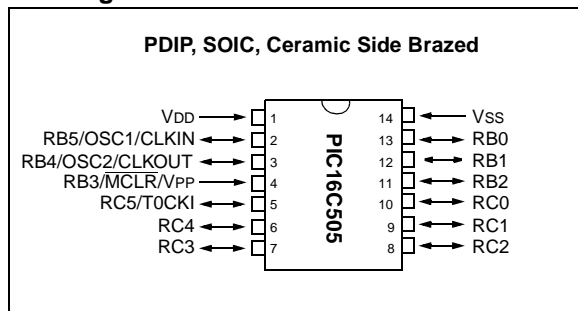 PDIP, SOIC, Ceramic Side Brazed
VDD 1 14 VSS
RB5/OSC1/CLKIN 2 13 RB0
RB4/OSC2/CLKOUT 3 12 RB1
RB3/MCLR/VPP 4 11 RB2
RC5/T0CKI 5 10 RC0
RC4 6 9 RC1
RC3 7 8 RC2
PIC16C505